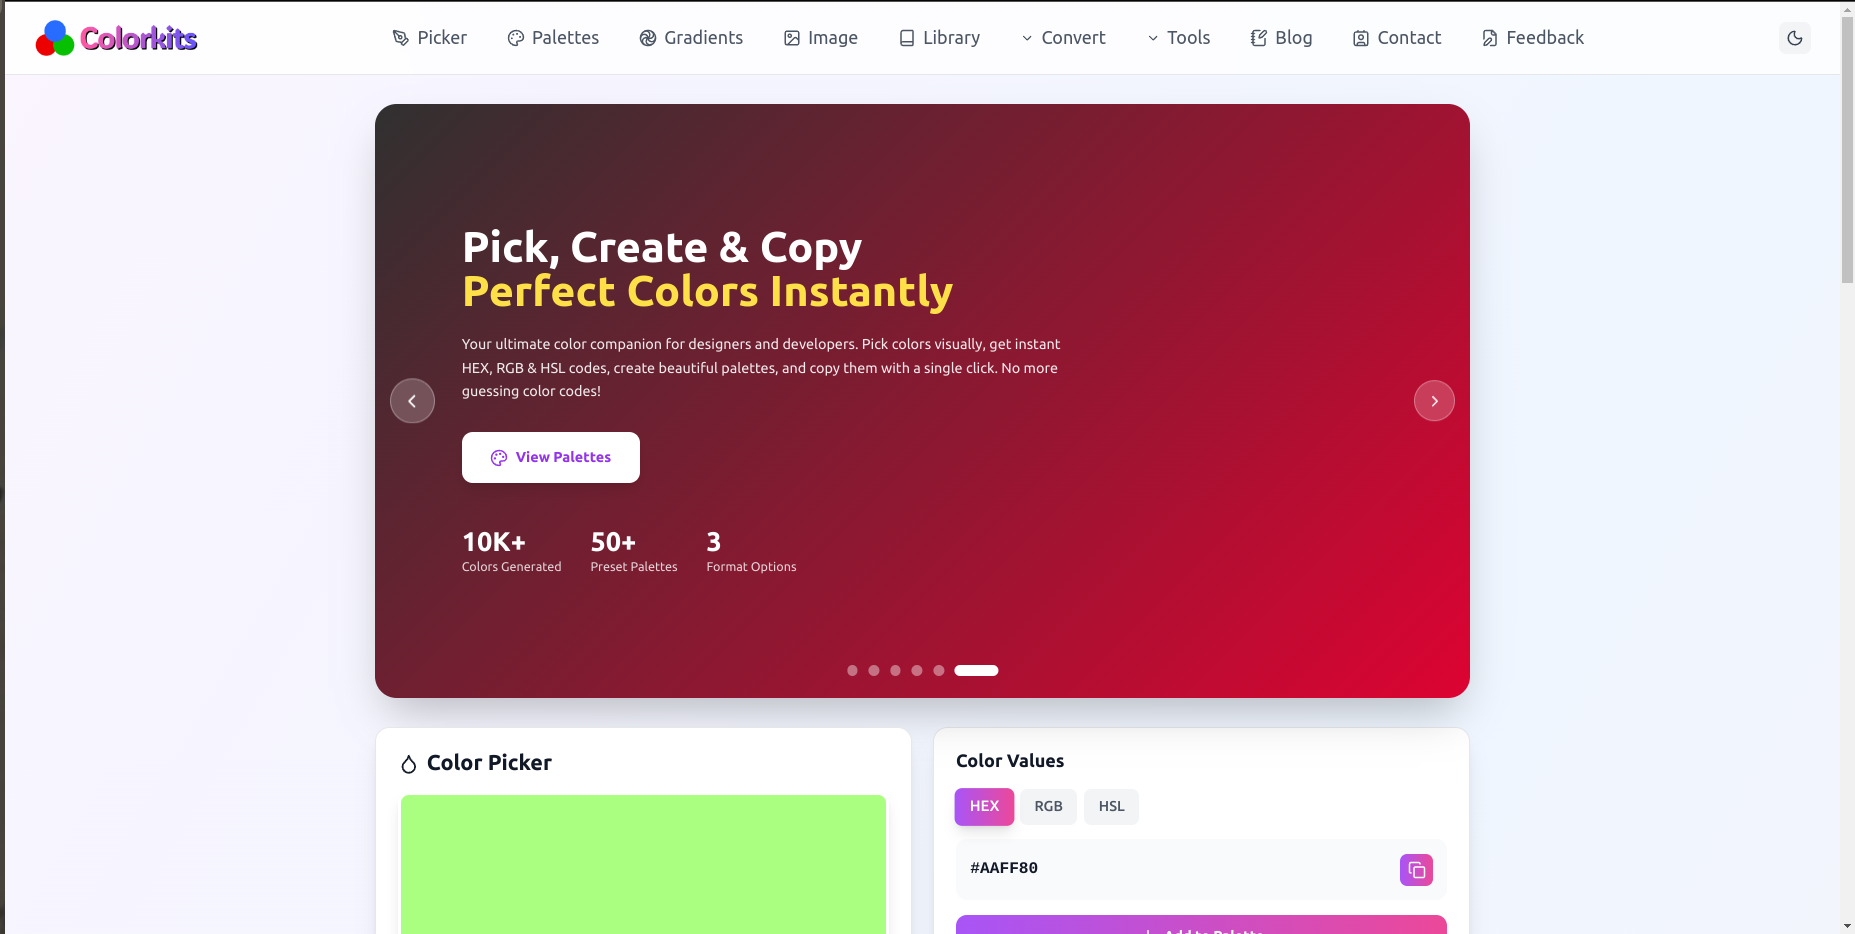 Colorkits
Picker
Palettes
Gradients
Image
Library
Convert
Tools
Blog
Contact
Feedback
Pick, Create & Copy
Perfect Colors Instantly
Your ultimate color companion for designers and developers. Pick colors visually, get instant
HEX, RGB & HSL codes, create beautiful palettes, and copy them with a single click. No more
guessing color codes!
View Palettes
10K+
Colors Generated
50+
Preset Palettes
3
Format Options
Color Picker
Color Values
HEX
RGB
HSL
#AAFF80
Add to Palette